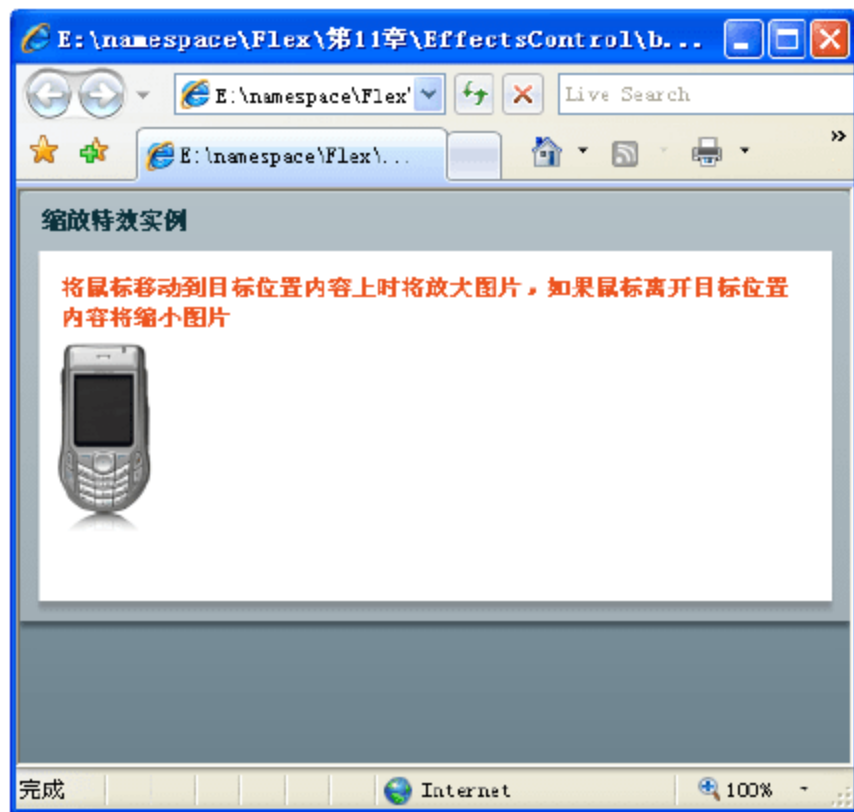 E:\namespace\Flex\第11章\EffectsControl\b...
E:\namespace\Flex'
Live Search
E:\namespace\Flex\...
缩放特效实例
将鼠标移动到目标位置内容上时将放大图片，如果鼠标离开目标位置
内容将缩小图片
完成
Internet
100%